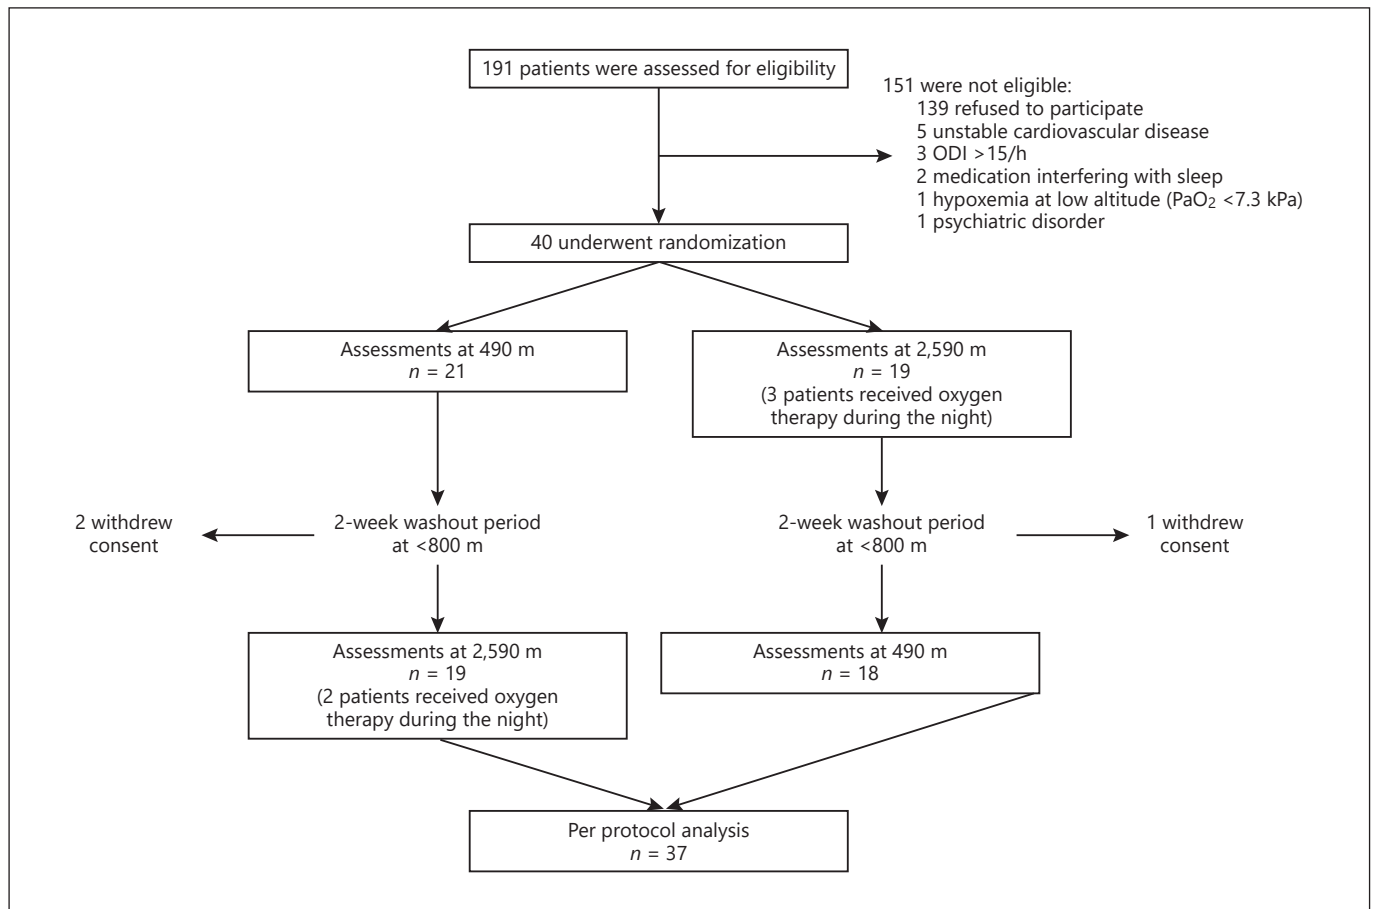 191 patients were assessed for eligibility
151 were not eligible:
139 refused to participate
5 unstable cardiovascular disease
3 ODI >15/h
2 medication interfering with sleep
1 hypoxemia at low altitude (PaO2 <7.3 kPa)
1 psychiatric disorder
40 underwent randomization
Assessments at 490 m
n = 21
Assessments at 2,590 m
n = 19
(3 patients received oxygen
therapy during the night)
2 withdrew
consent
2-week washout period
at <800 m
2-week washout period
at <800 m
1 withdrew
consent
Assessments at 2,590 m
n = 19
(2 patients received oxygen
therapy during the night)
Assessments at 490 m
n = 18
Per protocol analysis
n = 37